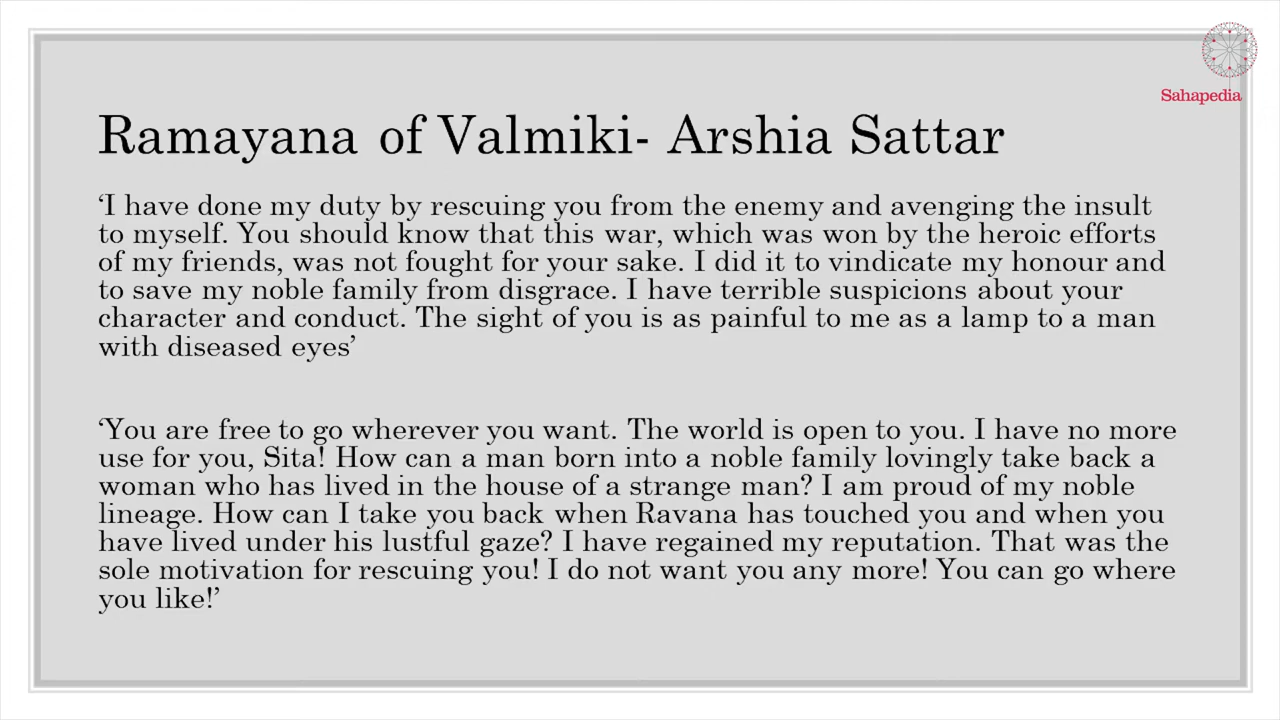 Sahapedia
Ramayana of Valmiki- Arshia Sattar
‘I have done my duty by rescuing you from the enemy and avenging the insult
to myself. You should know that this war, which was won by the heroic efforts
of my friends, was not fought for your sake. I did it to vindicate my honour and
to save my noble family from disgrace. I have terrible suspicions about your
character and conduct. The sight of you is as painful to me as a lamp to a man
with diseased eyes’
‘You are free to go wherever you want. The world is open to you. I have no more
use for you, Sita! How can a man born into a noble family lovingly take back a
woman who has lived in the house of a strange man? I am proud of my noble
lineage. How can I take you back when Ravana has touched you and when you
have lived under his lustful gaze? I have regained my reputation. That was the
sole motivation for rescuing you! I do not want you any more! You can go where
you like!’